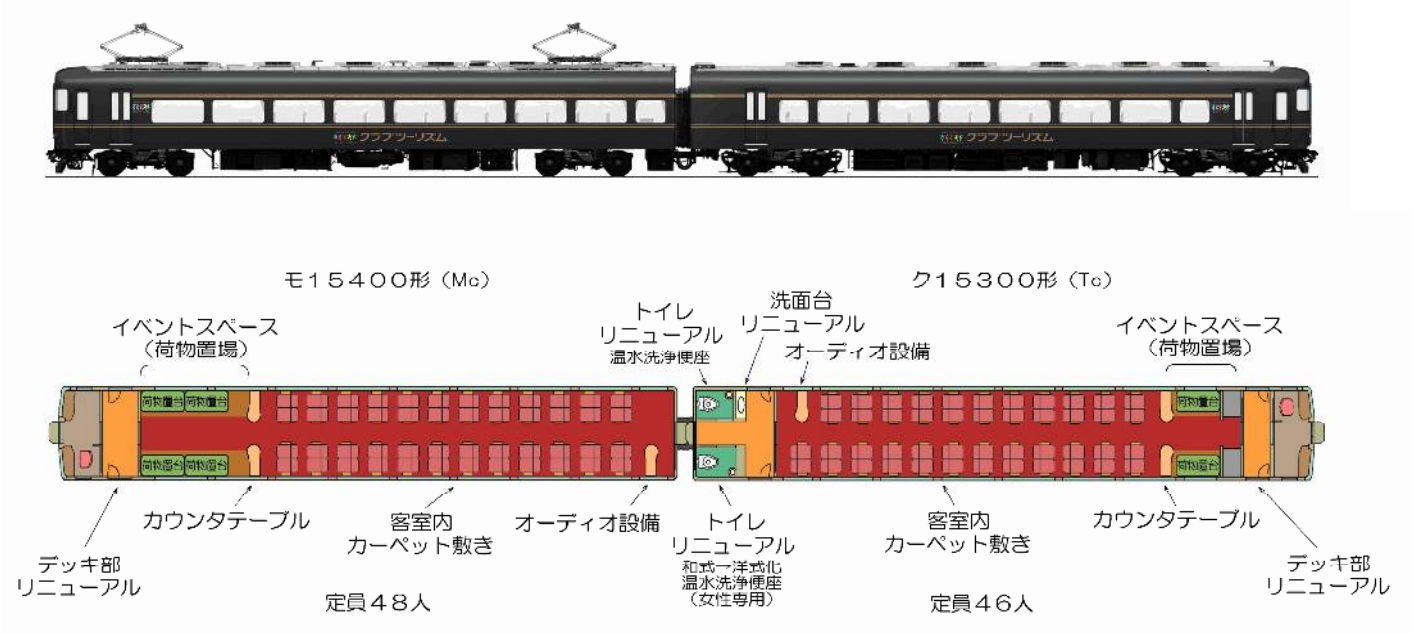 クラブツーリズム
クラブツーリズム
モ15400形（Mc）
ク15300形（Tc）
イベントスペース
（荷物置場）
トイレ
リニューアル
温水洗浄便座
洗面台
リニューアル
オーディオ設備
イベントスペース
（荷物置場）
荷物置台
荷物置台
荷物置台
荷物置台
荷物置台
荷物置台
デッキ部
リニューアル
カウンタテーブル
客室内
カーペット敷き
オーディオ設備
トイレ
リニューアル
和式→洋式化
温水洗浄便座
（女性専用）
客室内
カーペット敷き
カウンタテーブル
デッキ部
リニューアル
定員48人
定員46人